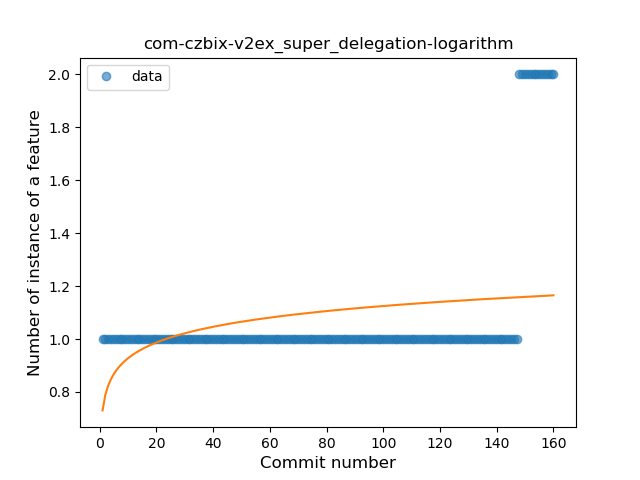 com-czbix-v2ex_super_delegation-logarithm
data
Number of instance of a feature
2.0
1.8
1.6
1.4
1.2
1.0
0.8
0 20 40 60 80 100 120 140 160
Commit number